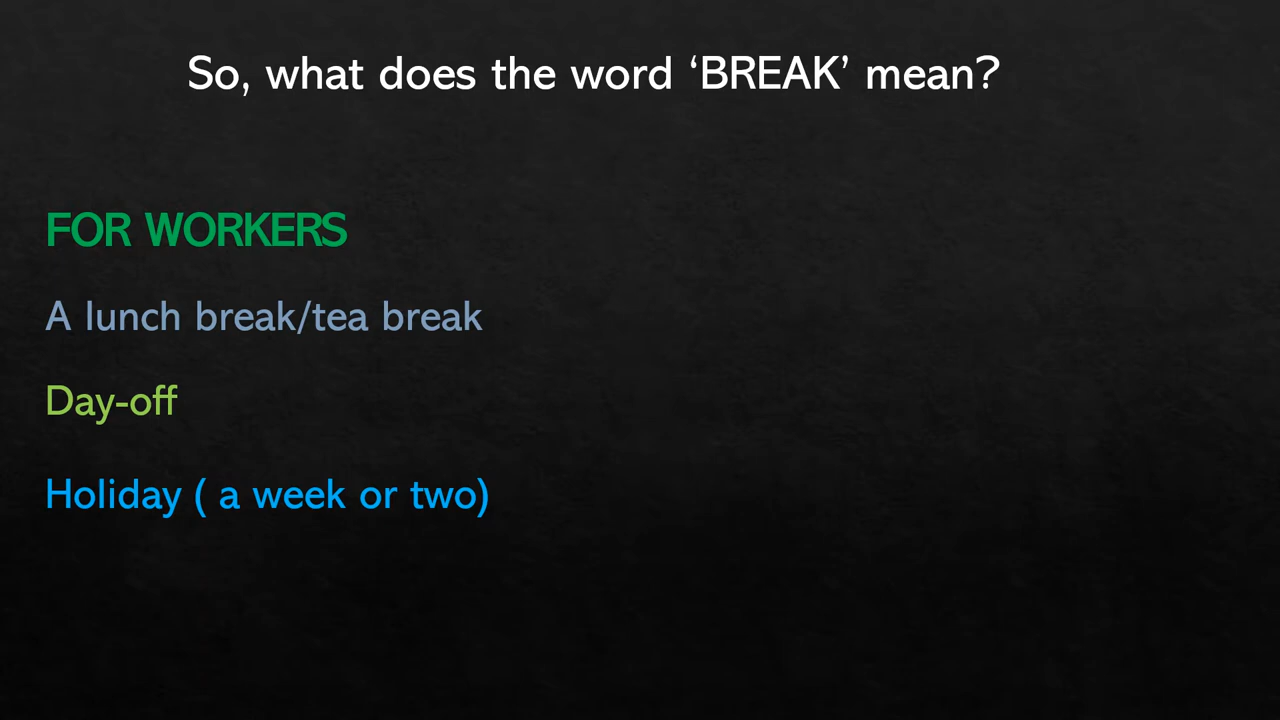 So, what does the word ‘BREAK’ mean?
FOR WORKERS
A lunch break/tea break
Day-off
Holiday ( a week or two)